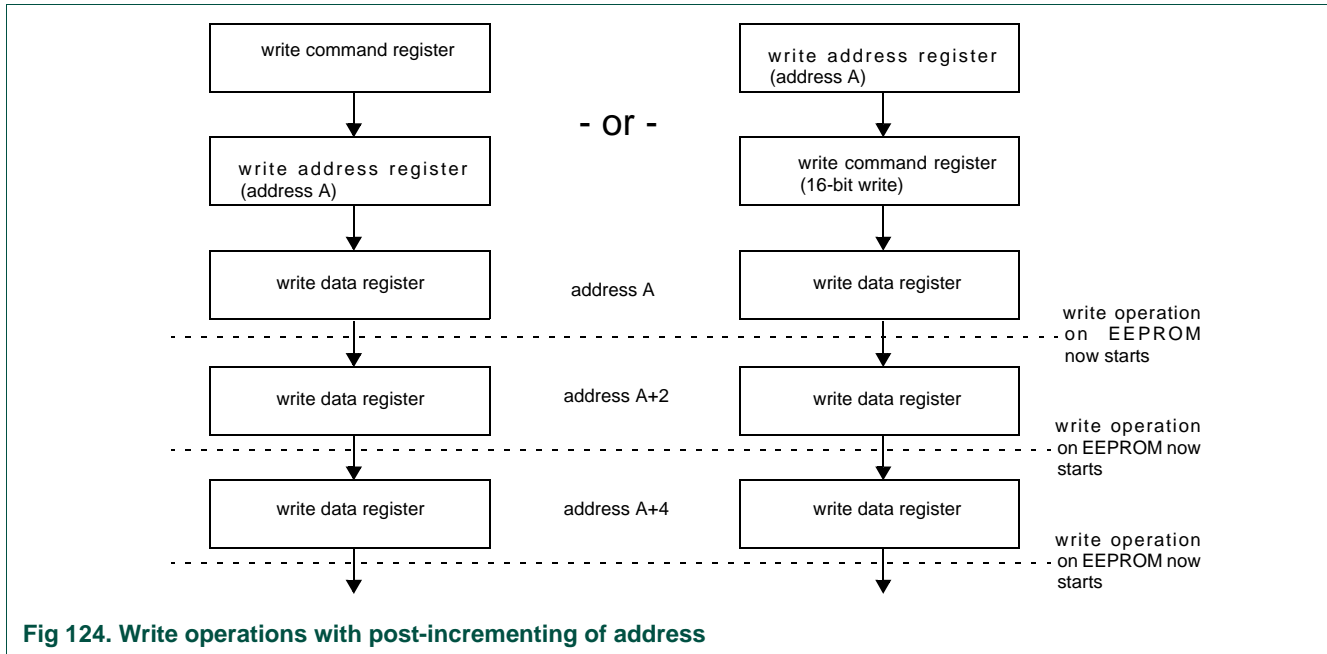 write command register
write address register
(address A)
- or -
write address register
(address A)
write command register
(16-bit write)
write data register
address A
write data register
write operation
on EEPROM
now starts
write data register
address A+2
write data register
write operation
on EEPROM now
starts
write data register
address A+4
write data register
write operation
on EEPROM now
starts
Fig 124. Write operations with post-incrementing of address